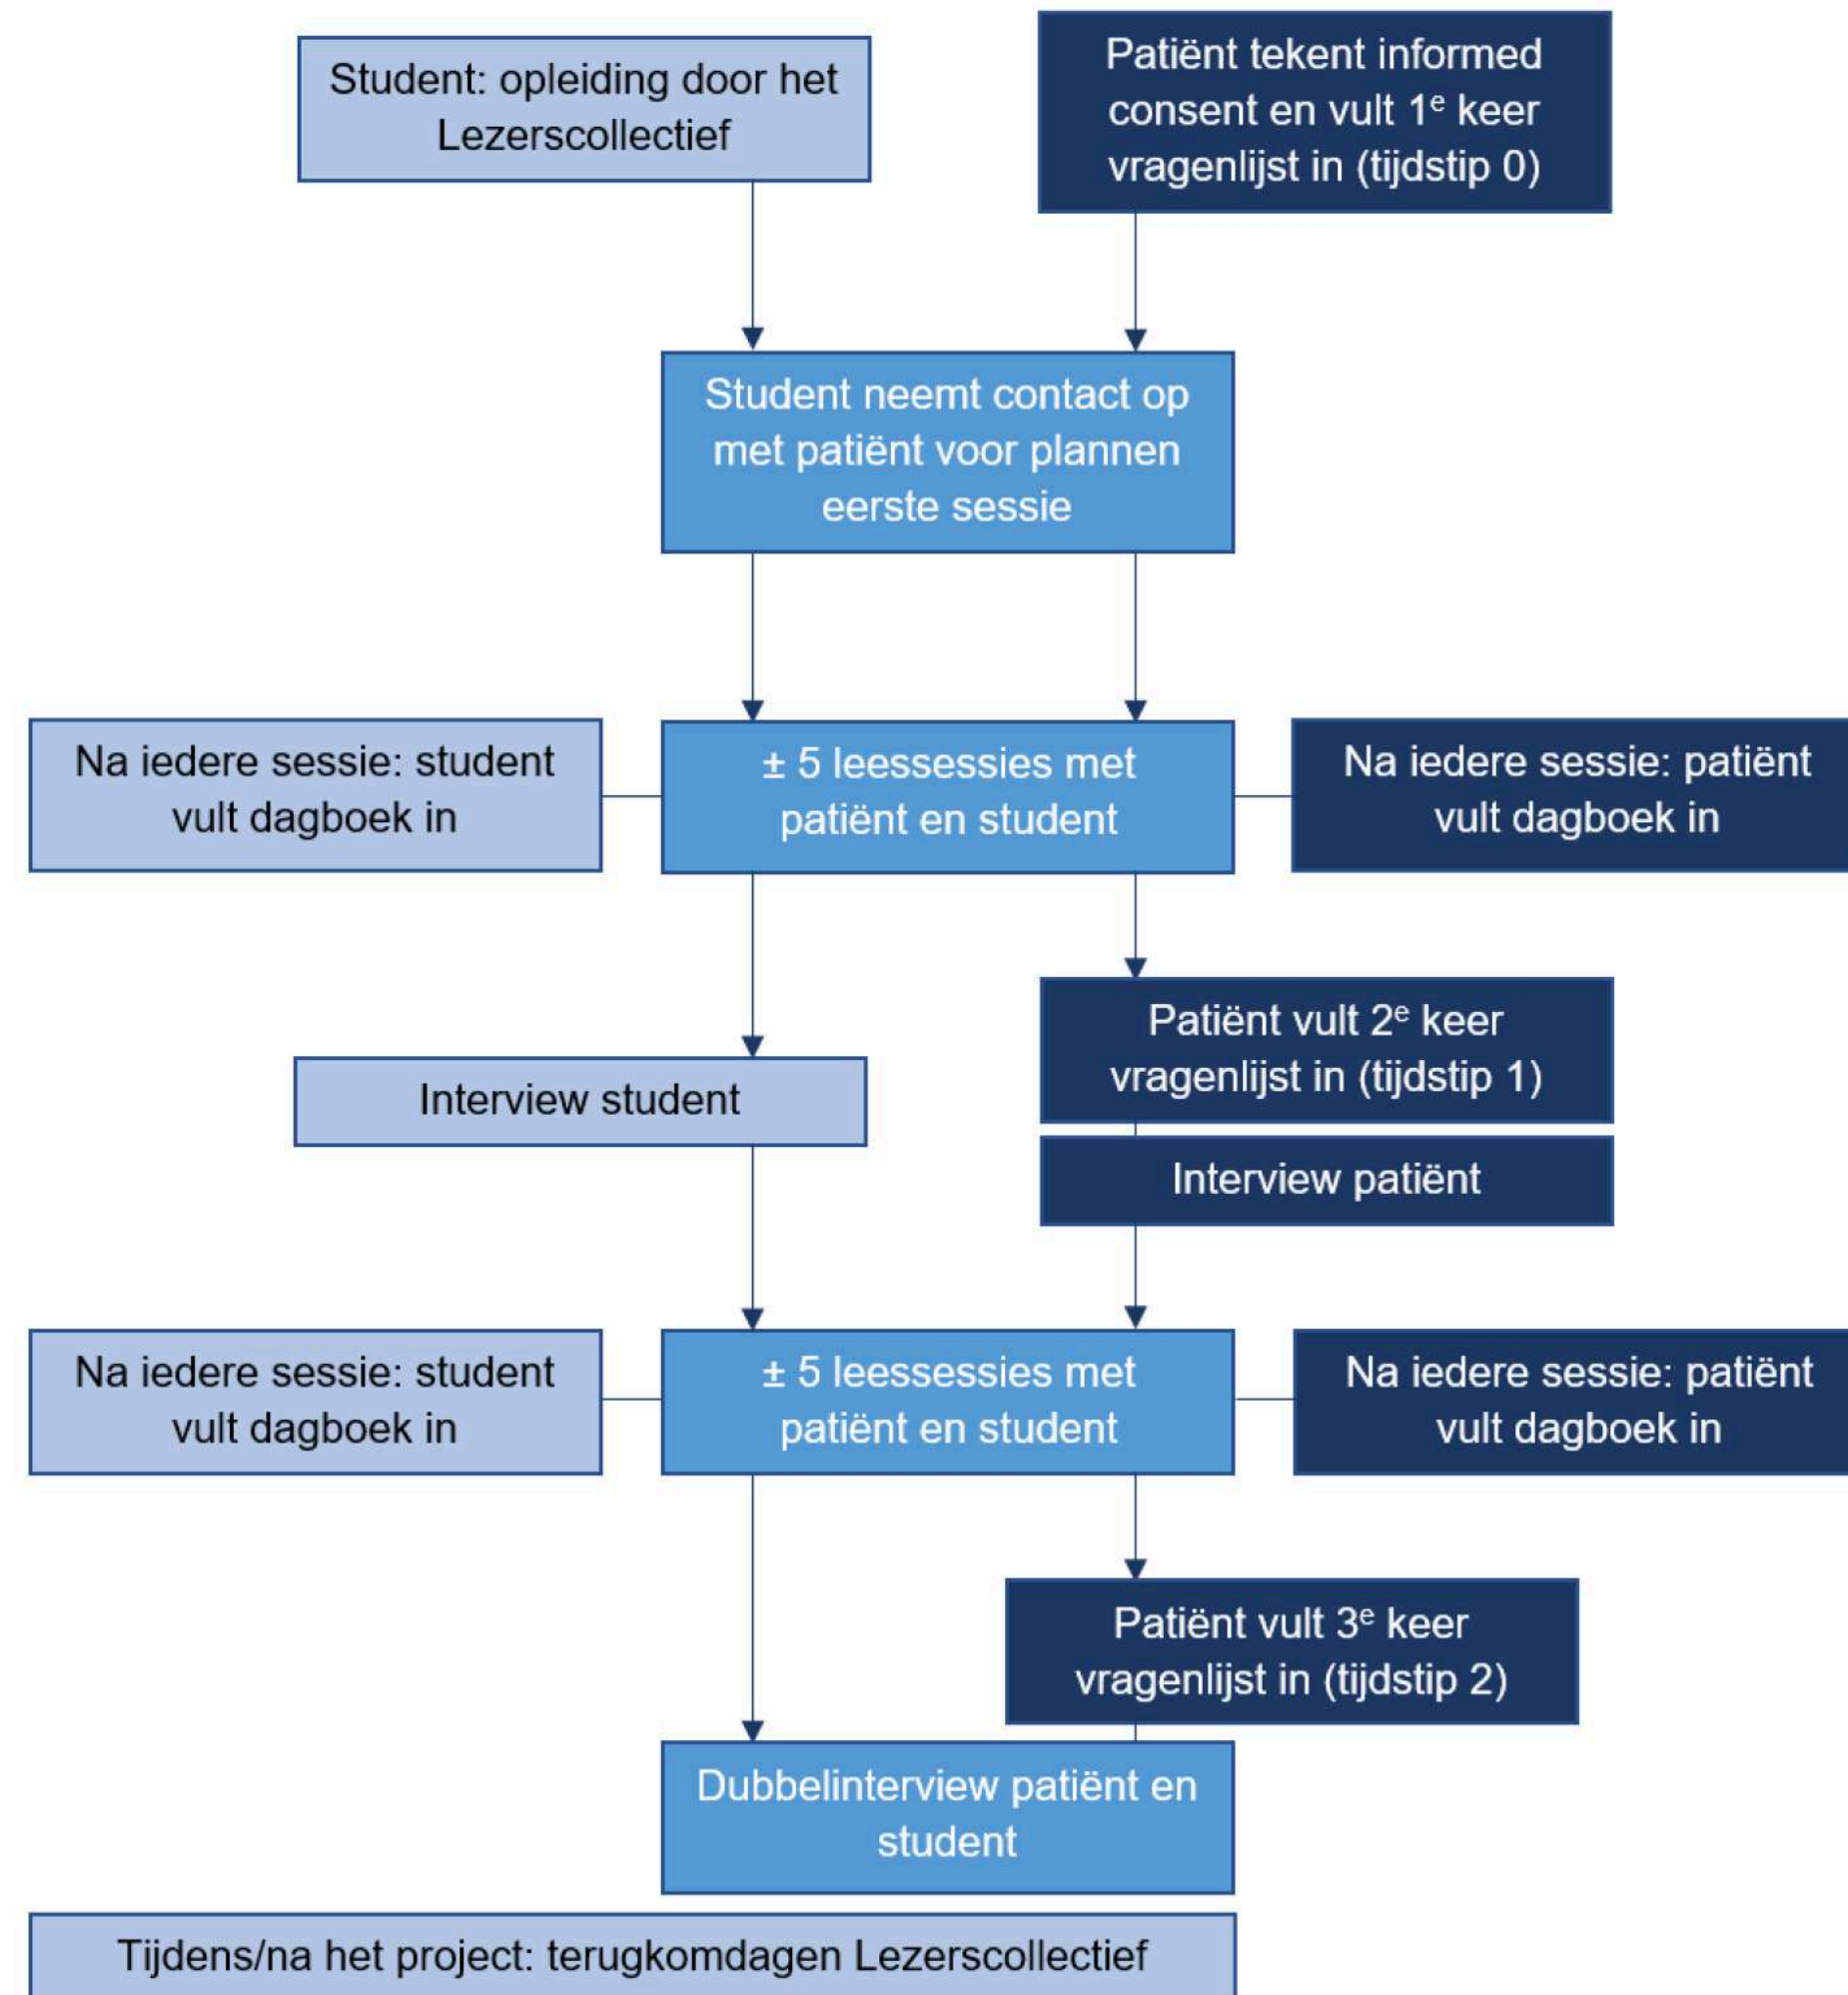 Student: opleiding door het
Lezerscollectief
Patiënt tekent informed
consent en vult 1e keer
vragenlijst in (tijdstip 0)
Student neemt contact op
met patiënt voor plannen
eerste sessie
Na iedere sessie: student
vult dagboek in
± 5 leessessies met
patiënt en student
Na iedere sessie: patiënt
vult dagboek in
Interview student
Patiënt vult 2e keer
vragenlijst in (tijdstip 1)
Interview patiënt
Na iedere sessie: student
vult dagboek in
± 5 leessessies met
patiënt en student
Na iedere sessie: patiënt
vult dagboek in
Patiënt vult 3e keer
vragenlijst in (tijdstip 2)
Dubbelinterview patiënt en
student
Tijdens/na het project: terugkomdagen Lezerscollectief